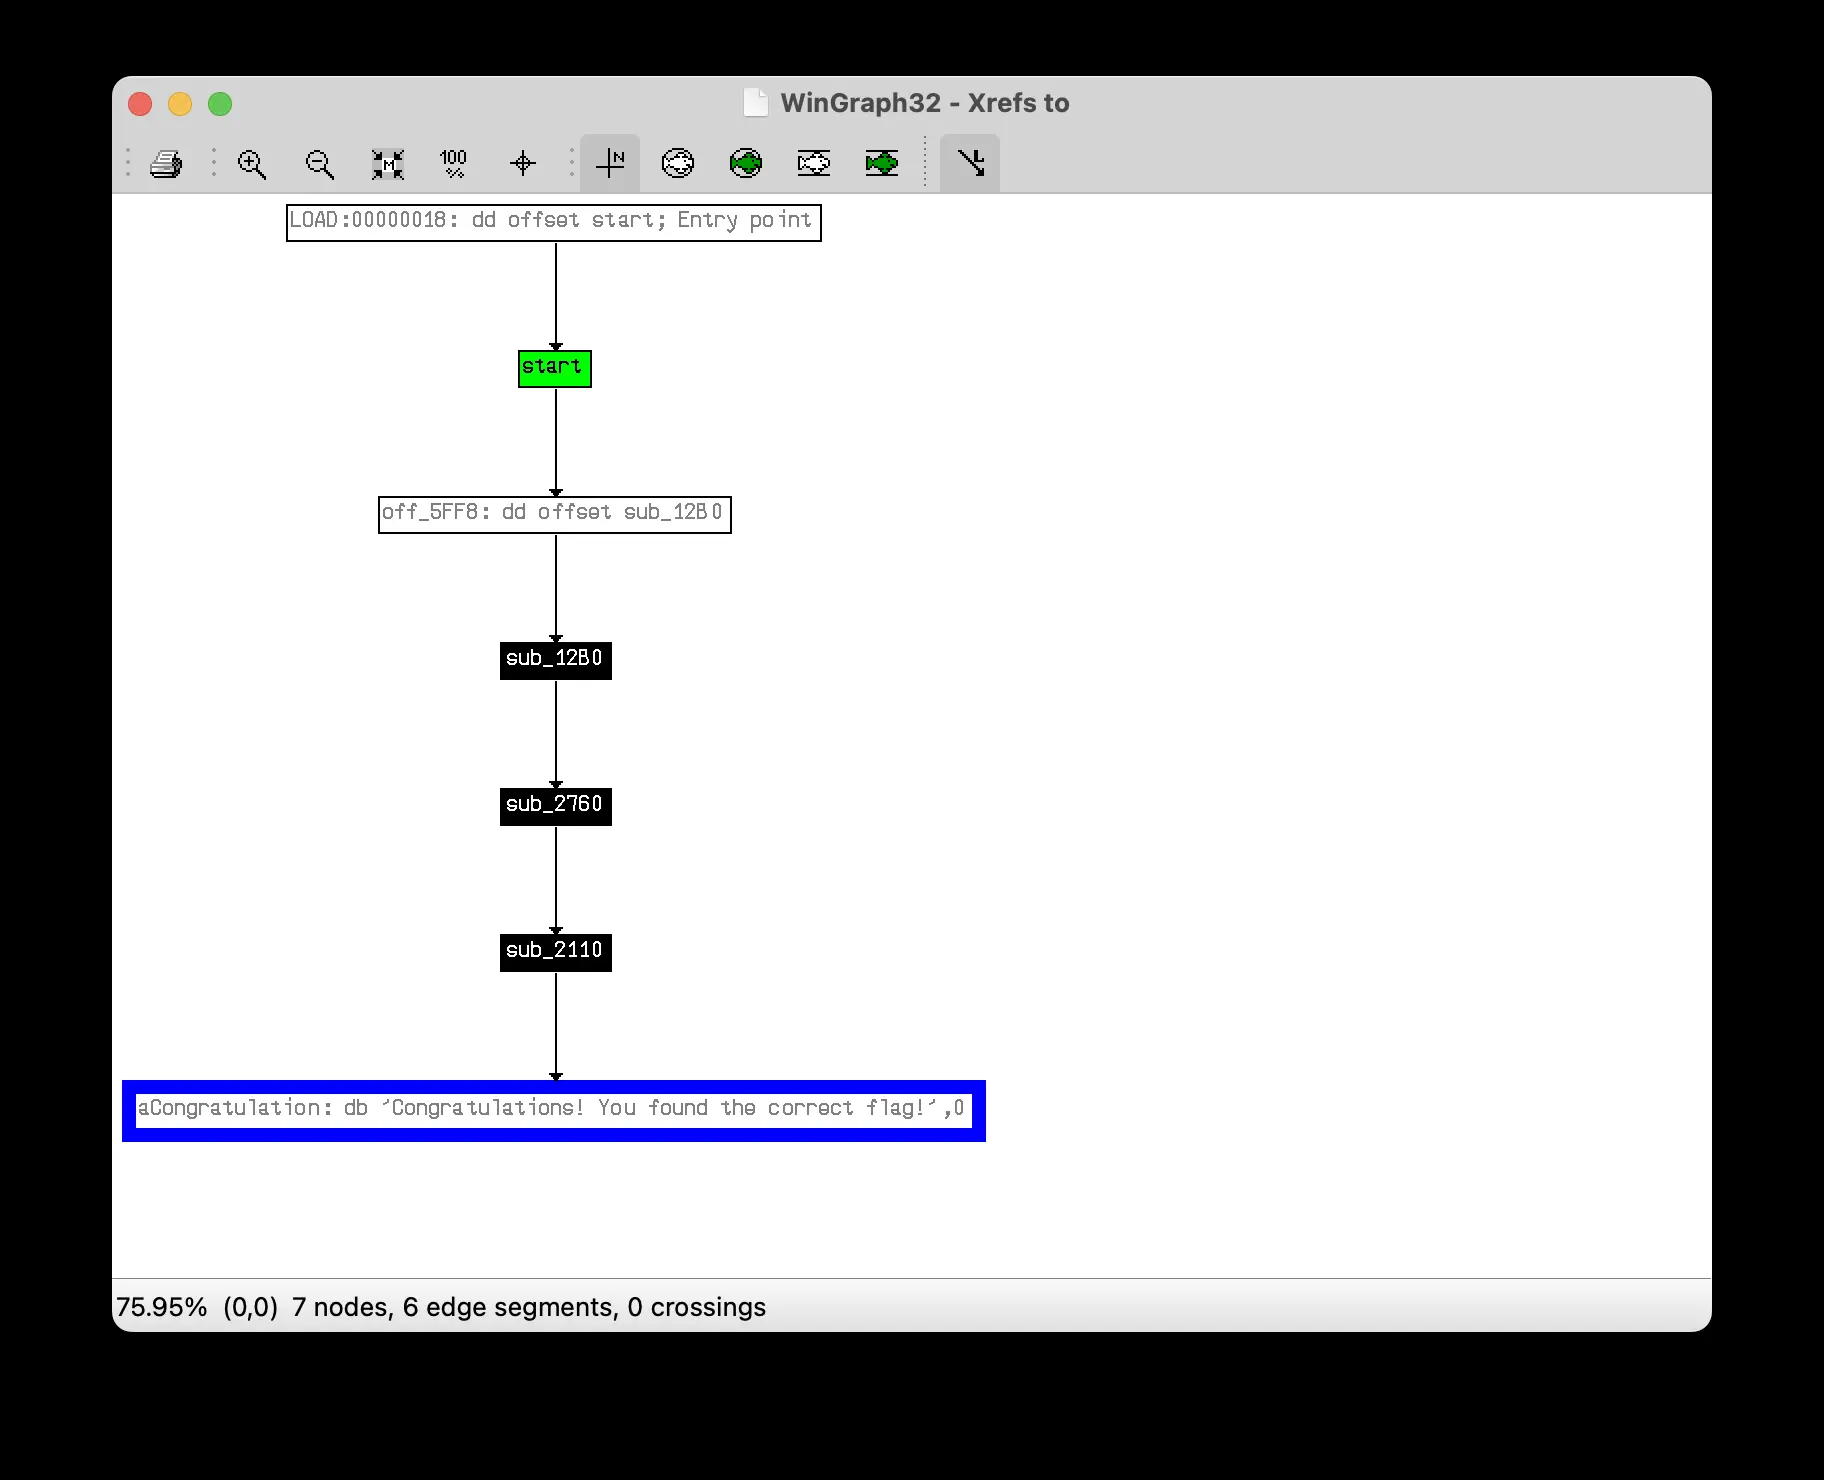 WinGraph32 - Xrefs to
100 %
N
M
L
LOAD:00000018: dd offset start; Entry point
start
off_5FF8: dd offset sub_12B0
sub_12B0
sub_2760
sub_2110
aCongratulation: db 'Congratulations! You found the correct flag!',0
75.95% (0,0) 7 nodes, 6 edge segments, 0 crossings